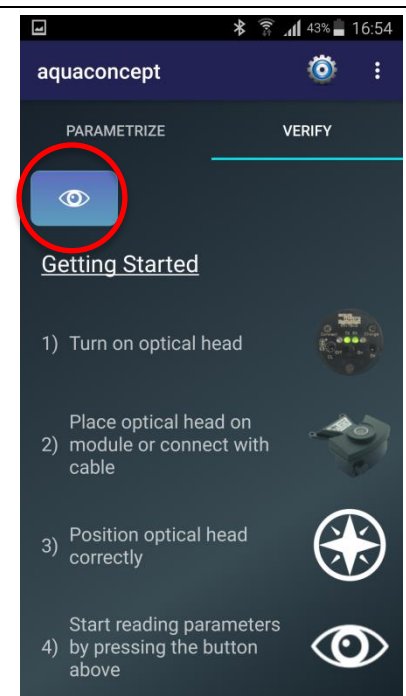 43% 16:54
aquaconcept
PARAMETRIZE VERIFY
Getting Started
1) Turn on optical head
Place optical head on
2) module or connect with
cable
3) Position optical head
correctly
Start reading parameters
4) by pressing the button
above